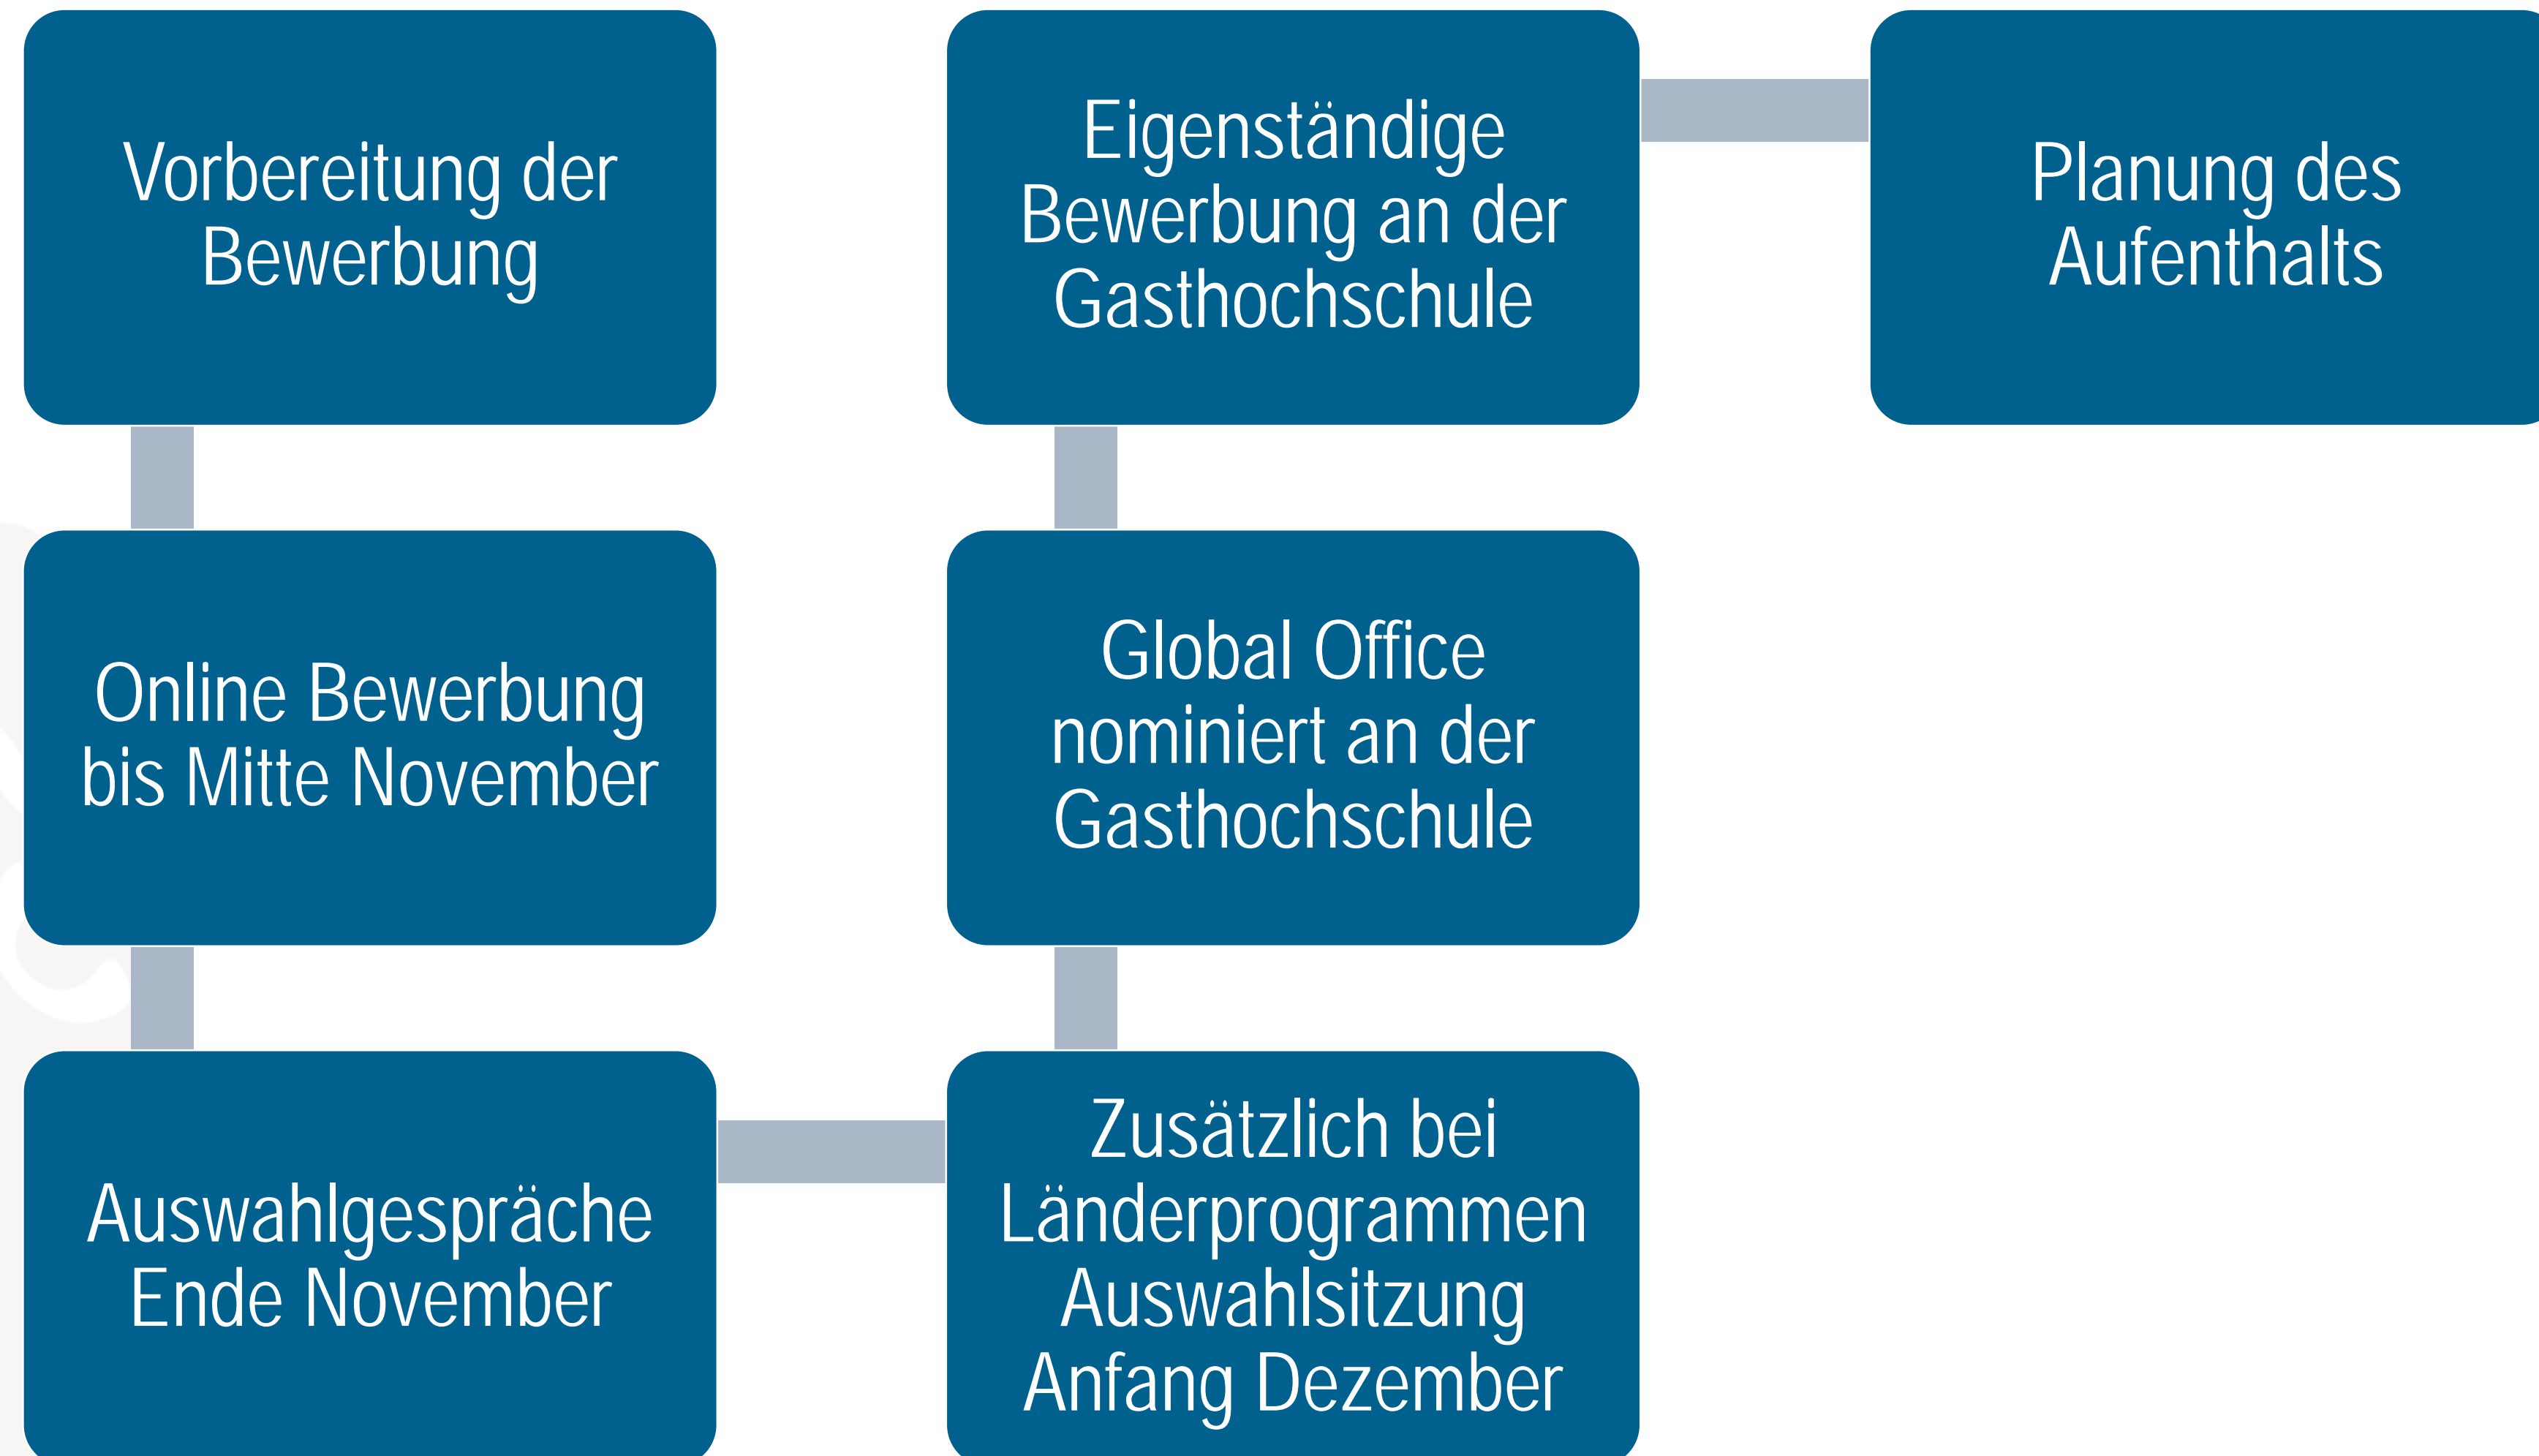 Vorbereitung der
Bewerbung
Online Bewerbung
bis Mitte November
Auswahlgespräche
Ende November
Zusätzlich bei
Länderprogrammen
Auswahlsitzung
Anfang Dezember
Global Office
nominiert an der
Gasthochschule
Eigenständige
Bewerbung an der
Gasthochschule
Planung des
Aufenthalts